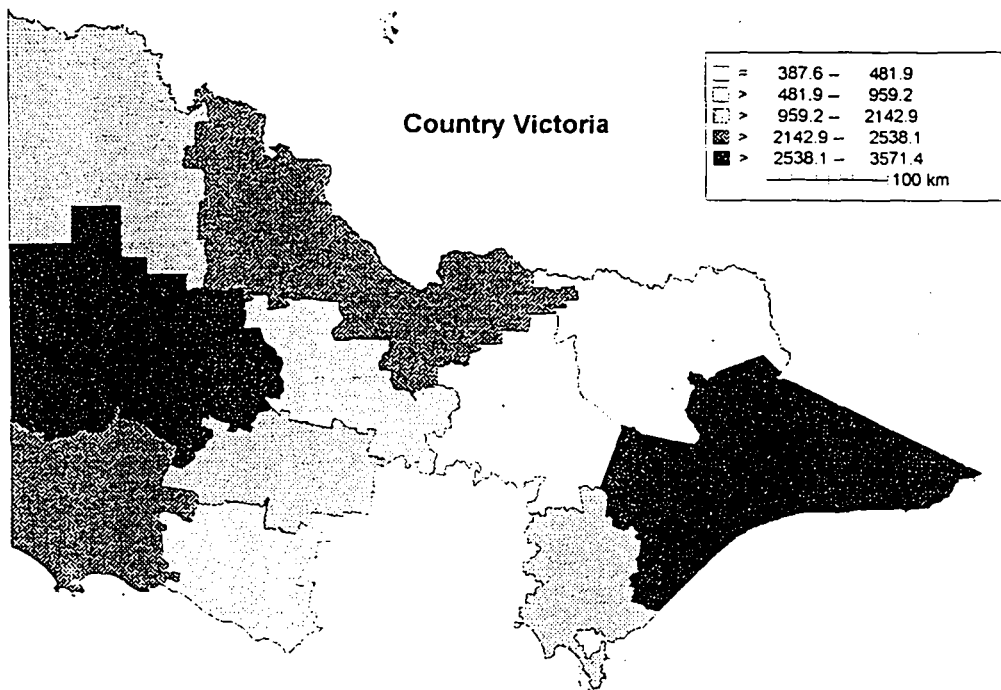 Country Victoria
= 387.6 – 481.9
> 481.9 – 959.2
> 959.2 – 2142.9
> 2142.9 – 2538.1
> 2538.1 – 3571.4
100 km